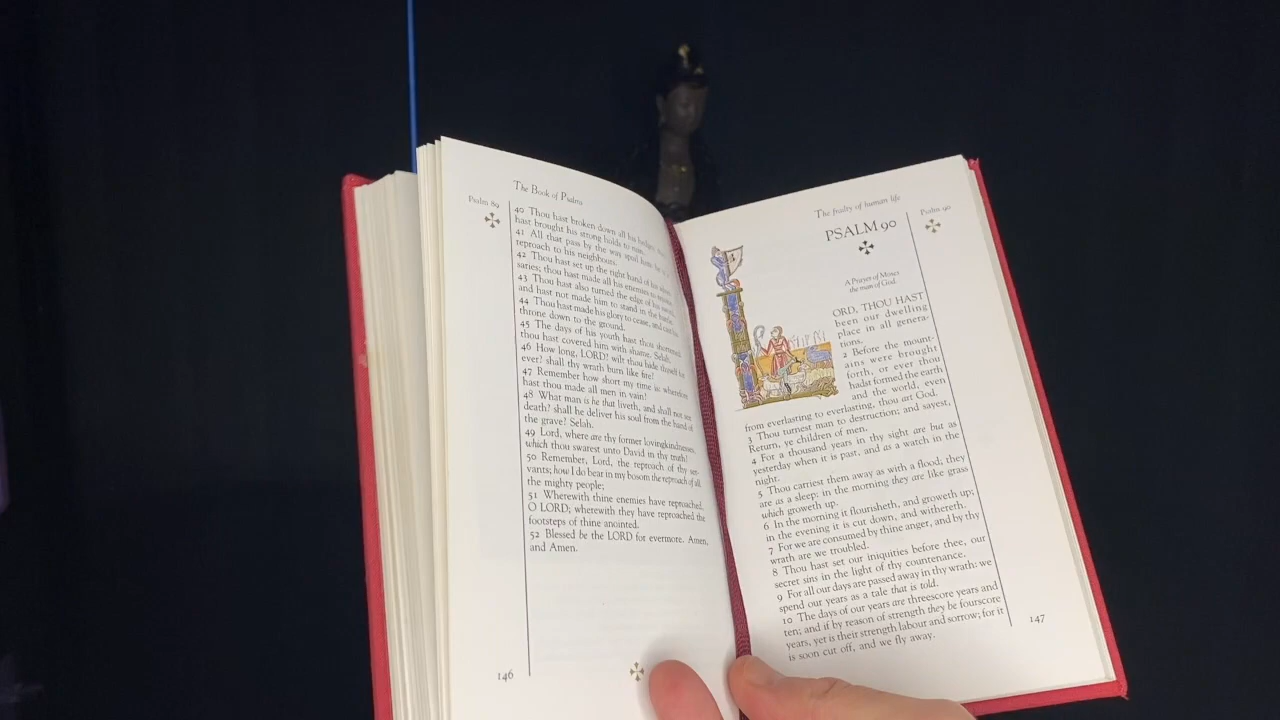 The Book of Psalms
Psalm 89
40 Thou hast broken down all his hedges;
hast brought his strong holds to ruin.
41 All that pass by the way spoil him: he is a
reproach to his neighbours.
42 Thou hast set up the right hand of his
saries; thou hast made all his enemies to rejoice.
43 Thou hast also turned the edge of his sword,
and hast not made him to stand in the battle.
44 Thou hast made his glory to cease, and cast his
throne down to the ground.
45 The days of his youth hast thou shortened:
thou hast covered him with shame. Selah.
46 How long, LORD? wilt thou hide thyself for
ever? shall thy wrath burn like fire?
47 Remember how short my time is: wherefore
hast thou made all men in vain?
48 What man is he that liveth, and shall not see
death? shall he deliver his soul from the hand of
the grave? Selah.
49 Lord, where are thy former lovingkindnesses,
which thou swarest unto David in thy truth?
50 Remember, Lord, the reproach of thy ser-
vants; how I do bear in my bosom the reproach of all
the mighty people;
51 Wherewith thine enemies have reproached,
O LORD; wherewith they have reproached the
footsteps of thine anointed.
52 Blessed be the LORD for evermore. Amen,
and Amen.
146
The frailty of human life
Psalm 90
PSALM 90
A Prayer of Moses
the man of God.
ORD, THOU HAST
been our dwelling
place in all genera-
tions.
2 Before the mount-
ains were brought
forth, or ever thou
hadst formed the earth
and the world, even
from everlasting to everlasting, thou art God.
3 Thou turnest man to destruction; and sayest,
Return, ye children of men.
4 For a thousand years in thy sight are but as
yesterday when it is past, and as a watch in the
night.
5 Thou carriest them away as with a flood; they
are as a sleep: in the morning they are like grass
which groweth up.
6 In the morning it flourisheth, and groweth up;
in the evening it is cut down, and withereth.
7 For we are consumed by thine anger, and by thy
wrath are we troubled.
8 Thou hast set our iniquities before thee, our
secret sins in the light of thy countenance.
9 For all our days are passed away in thy wrath: we
spend our years as a tale that is told.
10 The days of our years are threescore years and
ten; and if by reason of strength they be fourscore
years, yet is their strength labour and sorrow; for it
is soon cut off, and we fly away.
147